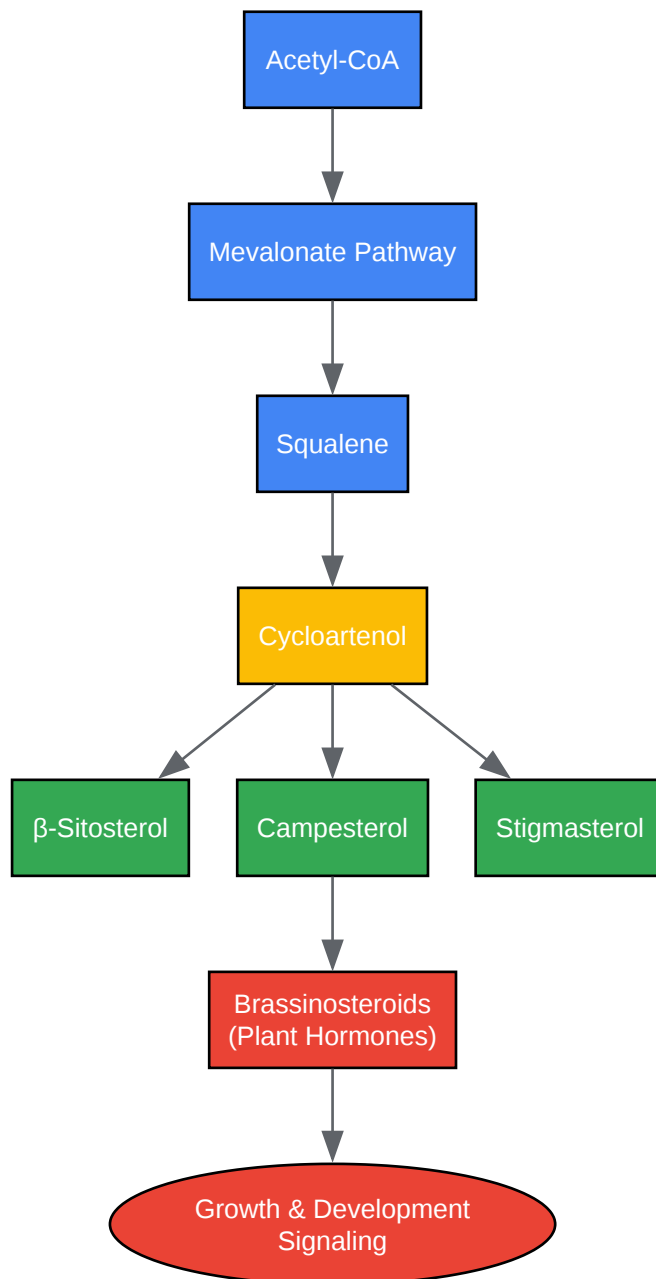 Acetyl-CoA
Mevalonate Pathway
Squalene
Cycloartenol
β-Sitosterol
Campesterol
Stigmasterol
Brassinosteroids
(Plant Hormones)
Growth & Development
Signaling